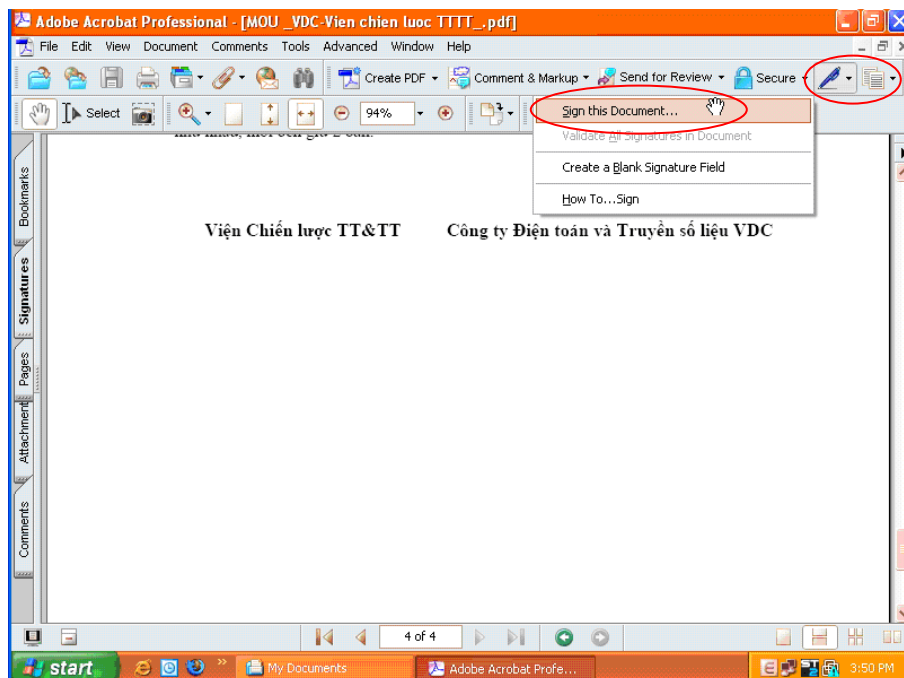 Adobe Acrobat Professional - [MOU _VDC-Vien chien luoc TTTT_.pdf]
File Edit View Document Comments Tools Advanced Window Help
Create PDF Comment & Markup Send for Review Secure
Select 94%
Sign this Document...
Validate All Signatures in Document
Create a Blank Signature Field
How To...Sign
Viện Chiến lược TT&TT Công ty Điện toán và Truyền số liệu VDC
Bookmarks
Signatures
Pages
Attachment
Comments
4 of 4
start My Documents Adobe Acrobat Profe... 3:50 PM